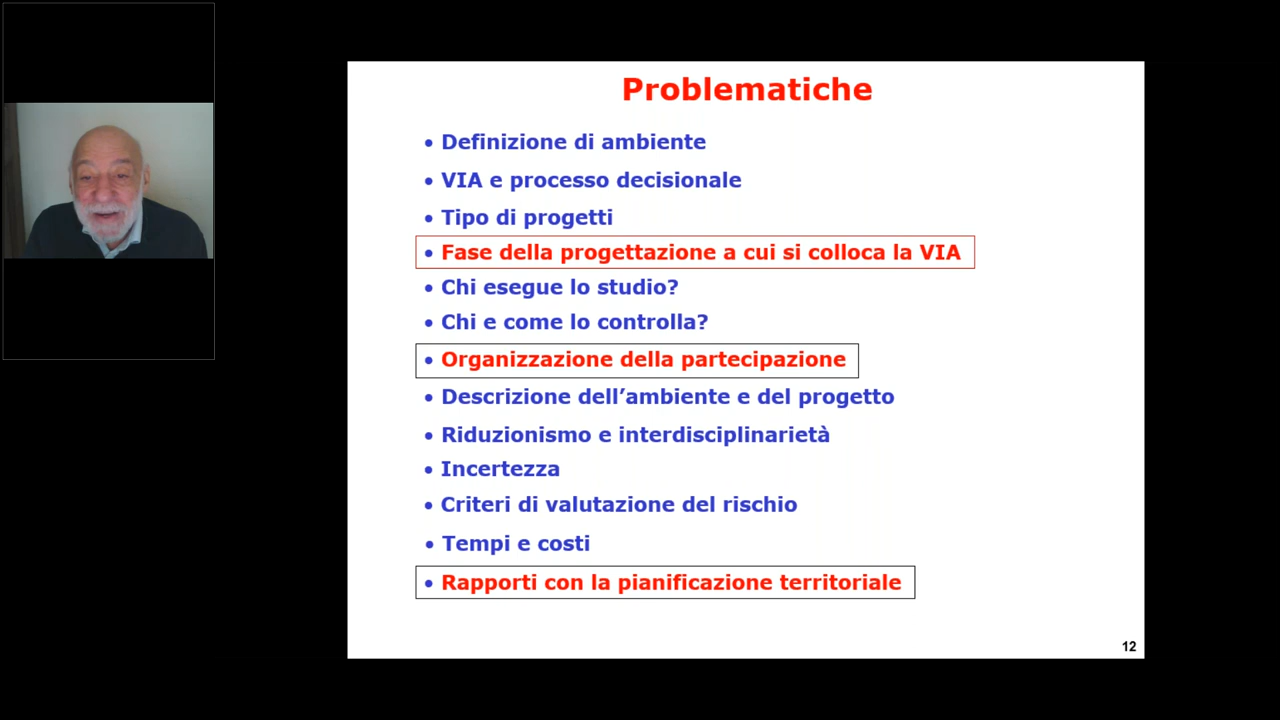 Problematiche
• Definizione di ambiente
• VIA e processo decisionale
• Tipo di progetti
• Fase della progettazione a cui si colloca la VIA
• Chi esegue lo studio?
• Chi e come lo controlla?
• Organizzazione della partecipazione
• Descrizione dell’ambiente e del progetto
• Riduzionismo e interdisciplinarietà
• Incertezza
• Criteri di valutazione del rischio
• Tempi e costi
• Rapporti con la pianificazione territoriale
12